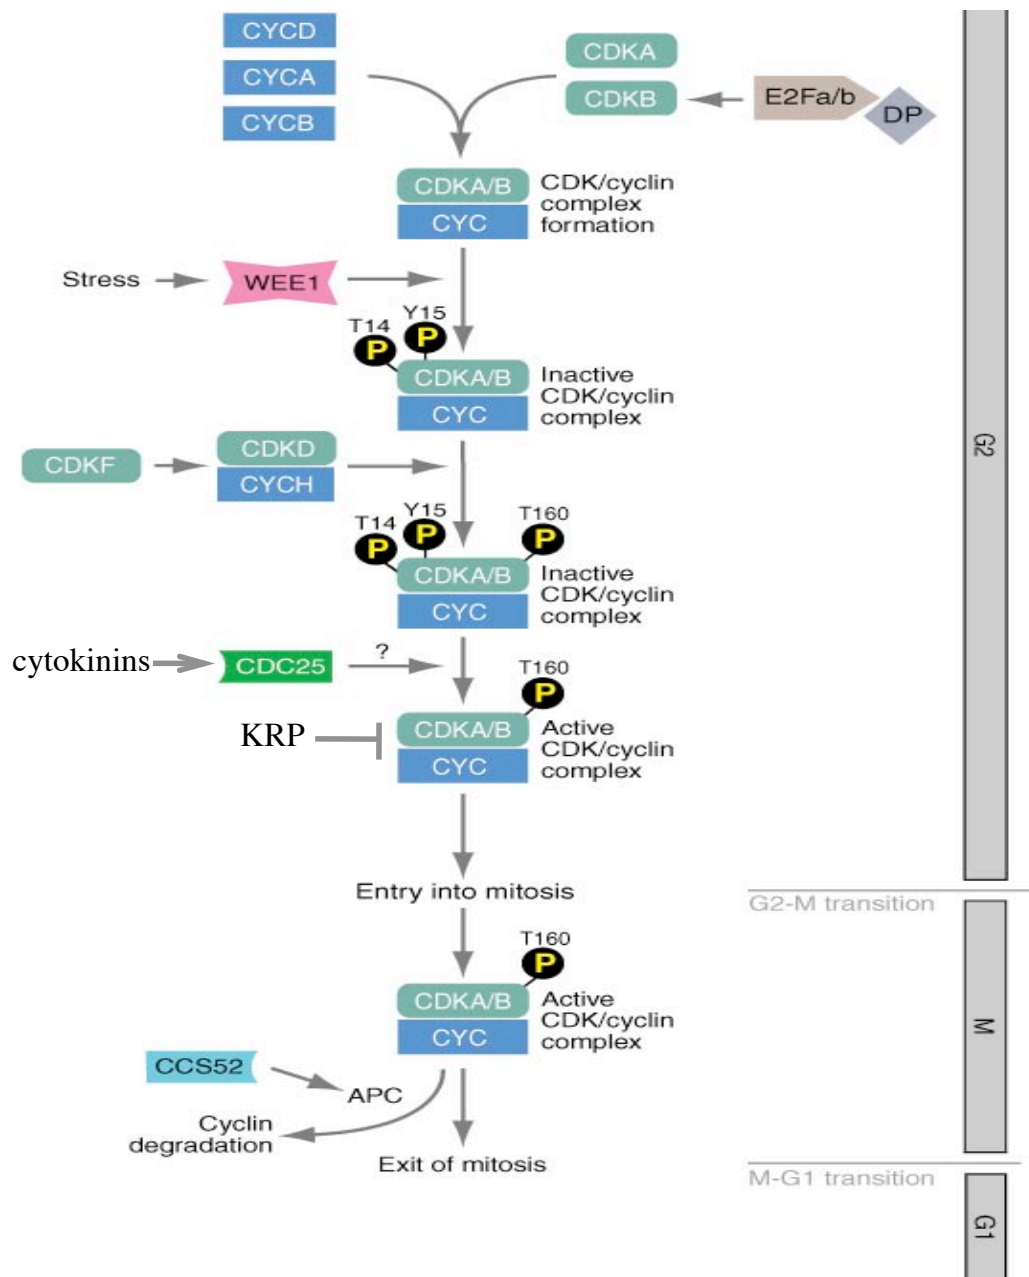 CYCD
CYCA
CYCB
CDKA
CDKB
E2Fa/b
DP
CDKA/B
CYC
CDK/cyclin
complex
formation
Stress
WEE1
T14
P
Y15
P
CDKA/B
CYC
Inactive
CDK/cyclin
complex
G2
CDKF
CDKD
CYCH
T14
P
Y15
P
T160
P
CDKA/B
CYC
Inactive
CDK/cyclin
complex
cytokinins
CDC25
?
T160
P
KRP
CDKA/B
CYC
Active
CDK/cyclin
complex
Entry into mitosis
G2-M transition
T160
P
CDKA/B
CYC
Active
CDK/cyclin
complex
M
CCS52
APC
Cyclin
degradation
Exit of mitosis
M-G1 transition
G1